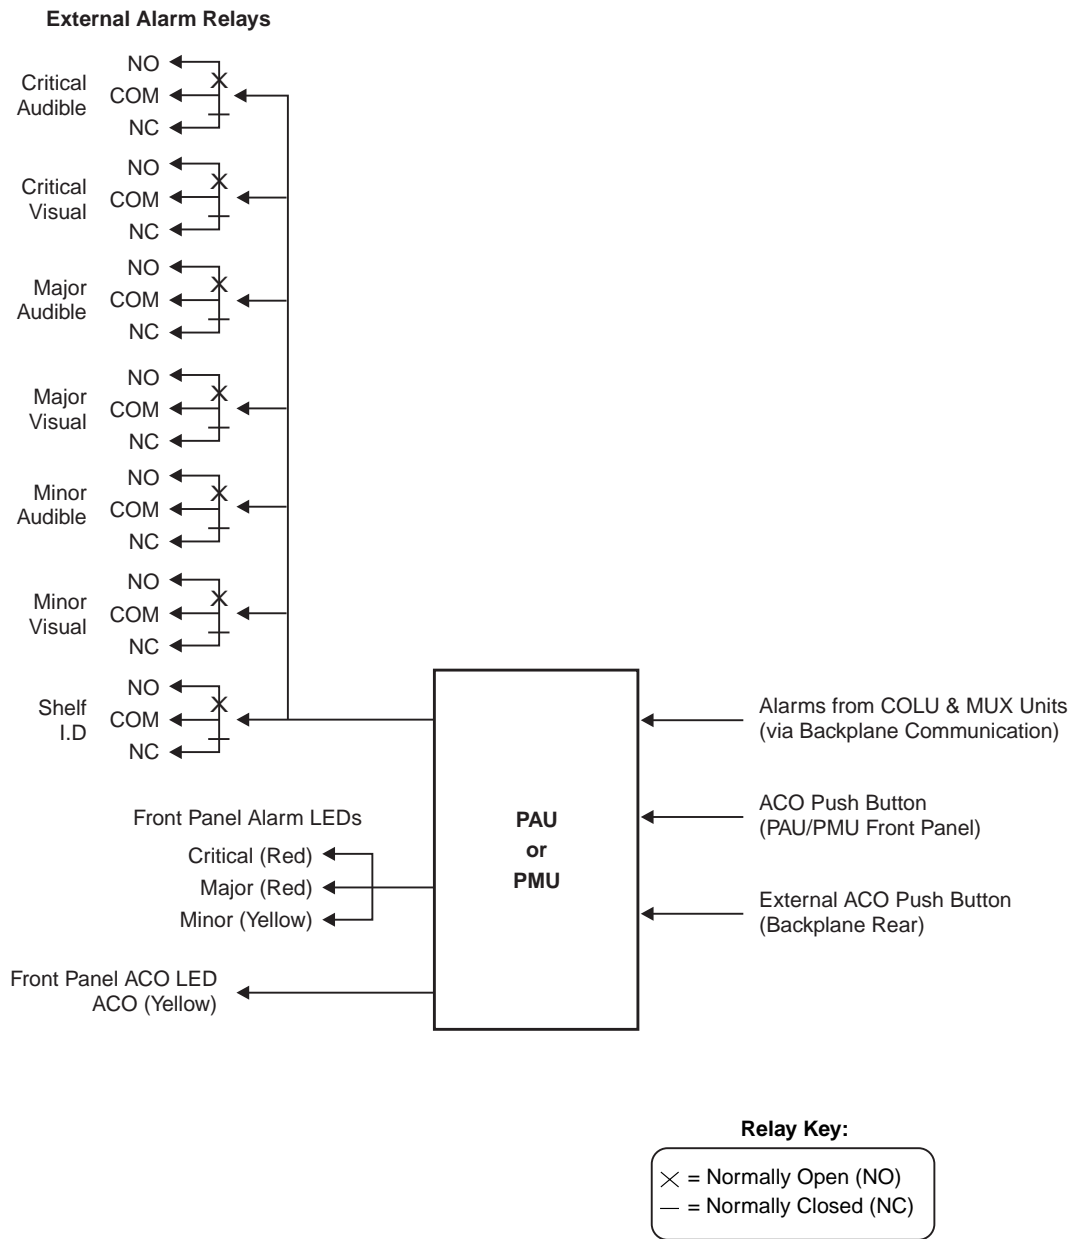 External Alarm Relays
NO
Critical
Audible
COM
NC
NO
Critical
Visual
COM
NC
NO
Major
Audible
COM
NC
NO
Major
Visual
COM
NC
NO
Minor
Audible
COM
NC
NO
Minor
Visual
COM
NC
NO
Shelf
I.D
COM
NC
Front Panel Alarm LEDs
Critical (Red)
Major (Red)
Minor (Yellow)
Front Panel ACO LED
ACO (Yellow)
PAU
or
PMU
Alarms from COLU & MUX Units
(via Backplane Communication)
ACO Push Button
(PAU/PMU Front Panel)
External ACO Push Button
(Backplane Rear)
Relay Key:
= Normally Open (NO)
= Normally Closed (NC)